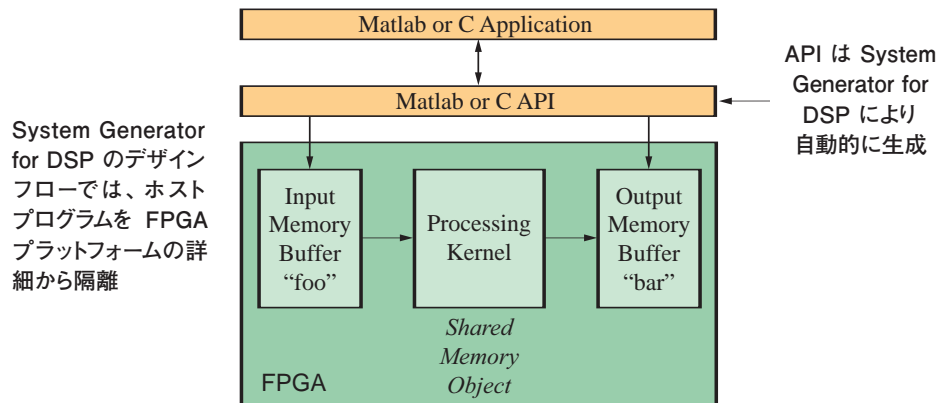 Matlab or C Application
Matlab or C API
API は System
Generator for
DSP により
自動的に生成
System Generator
for DSP のデザイン
フローでは、ホスト
プログラムを FPGA
プラットフォームの詳
細から隔離
Input
Memory
Buffer
“foo”
Processing
Kernel
Output
Memory
Buffer
“bar”
Shared
Memory
Object
FPGA